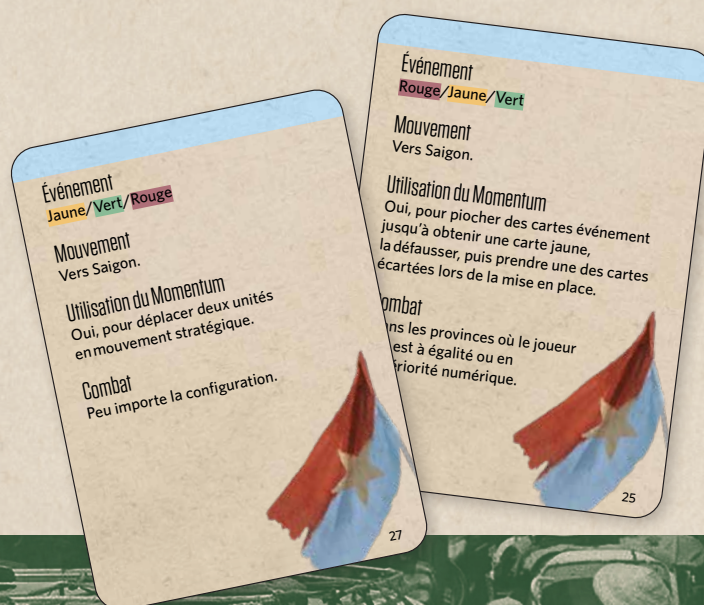 Événement
Jaune/Vert/Rouge
Mouvement
Vers Saigon.
Utilisation du Momentum
Oui, pour déplacer deux unités
en mouvement stratégique.
Combat
Peu importe la configuration.
27
Événement
Rouge/Jaune/Vert
Mouvement
Vers Saigon.
Utilisation du Momentum
Oui, pour piocher des cartes événement
jusqu'à obtenir une carte jaune,
la défausser, puis prendre une des cartes
écartées lors de la mise en place.
ombat
ns les provinces où le joueur
est à égalité ou en
ériorité numérique.
25